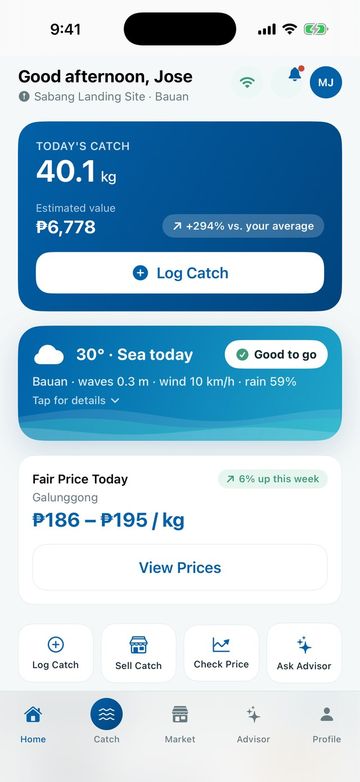 9:41
Good afternoon, Jose
Sabang Landing Site · Bauan
MJ
TODAY'S CATCH
40.1 kg
Estimated value
₱6,778
+294% vs. your average
Log Catch
30° · Sea today
Good to go
Bauan · waves 0.3 m · wind 10 km/h · rain 59%
Tap for details
Fair Price Today
6% up this week
Galunggong
₱186 – ₱195 / kg
View Prices
Log Catch
Sell Catch
Check Price
Ask Advisor
Home
Catch
Market
Advisor
Profile